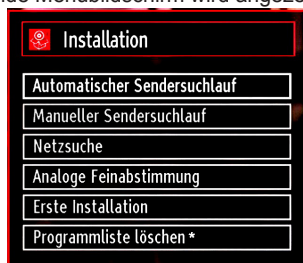 Installation
Automatischer Sendersuchlauf
Manueller Sendersuchlauf
Netzsuche
Analoge Feinabstimmung
Erste Installation
Programmliste löschen *